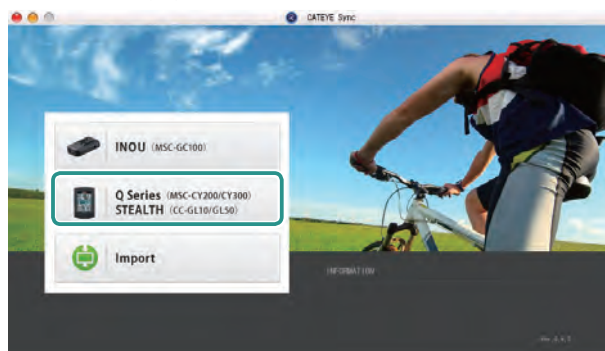 CATEYE Sync
INOU (MSC-GC100)
Q Series (MSC-CY200/CY300)
STEALTH (CC-GL10/GL50)
Import
INFORMATION